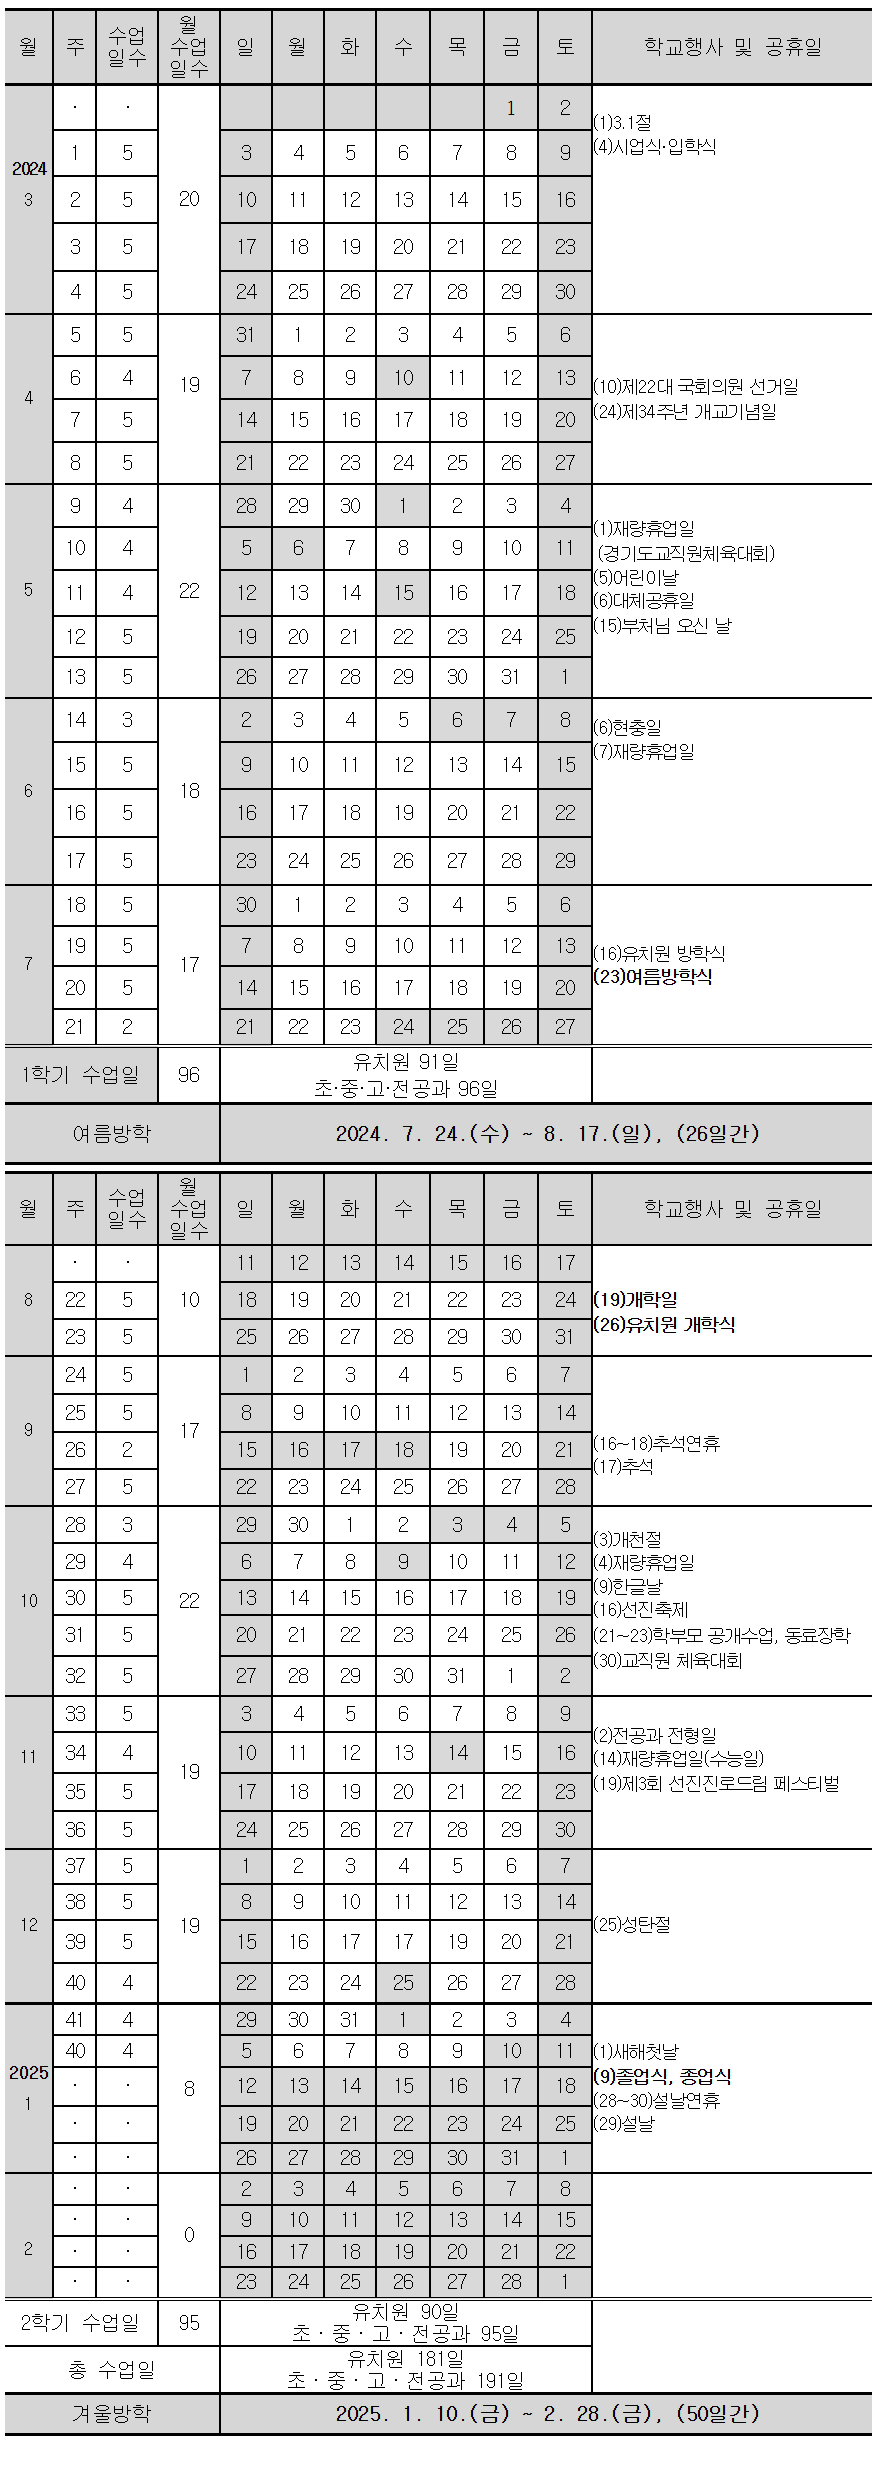 월 주 수업일수 월수업일수 일 월 화 수 목 금 토 학교행사 및 공휴일
2024
3
20
· · 1 2
1 5 3 4 5 6 7 8 9
2 5 10 11 12 13 14 15 16
3 5 17 18 19 20 21 22 23
4 5 24 25 26 27 28 29 30
(1)3.1절
(4)시업식·입학식
4
19
5 5 31 1 2 3 4 5 6
6 4 7 8 9 10 11 12 13
7 5 14 15 16 17 18 19 20
8 5 21 22 23 24 25 26 27
(10)제22대 국회의원 선거일
(24)제34주년 개교기념일
5
22
9 4 28 29 30 1 2 3 4
10 4 5 6 7 8 9 10 11
11 4 12 13 14 15 16 17 18
12 5 19 20 21 22 23 24 25
13 5 26 27 28 29 30 31 1
(1)재량휴업일
(경기도교직원체육대회)
(5)어린이날
(6)대체공휴일
(15)부처님 오신 날
6
18
14 3 2 3 4 5 6 7 8
15 5 9 10 11 12 13 14 15
16 5 16 17 18 19 20 21 22
17 5 23 24 25 26 27 28 29
(6)현충일
(7)재량휴업일
7
17
18 5 30 1 2 3 4 5 6
19 5 7 8 9 10 11 12 13
20 5 14 15 16 17 18 19 20
21 2 21 22 23 24 25 26 27
(16)유치원 방학식
(23)여름방학식
1학기 수업일 96
유치원 91일
초·중·고·전공과 96일
여름방학 2024. 7. 24.(수) ~ 8. 17.(일), (26일간)
월 주 수업일수 월수업일수 일 월 화 수 목 금 토 학교행사 및 공휴일
8
10
· · 11 12 13 14 15 16 17
22 5 18 19 20 21 22 23 24
23 5 25 26 27 28 29 30 31
(19)개학일
(26)유치원 개학식
9
17
24 5 1 2 3 4 5 6 7
25 5 8 9 10 11 12 13 14
26 2 15 16 17 18 19 20 21
27 5 22 23 24 25 26 27 28
(16~18)추석연휴
(17)추석
10
22
28 3 29 30 1 2 3 4 5
29 4 6 7 8 9 10 11 12
30 5 13 14 15 16 17 18 19
31 5 20 21 22 23 24 25 26
32 5 27 28 29 30 31 1 2
(3)개천절
(4)재량휴업일
(9)한글날
(16)선진축제
(21~23)학부모 공개수업, 동료장학
(30)교직원 체육대회
11
19
33 5 3 4 5 6 7 8 9
34 4 10 11 12 13 14 15 16
35 5 17 18 19 20 21 22 23
36 5 24 25 26 27 28 29 30
(2)전공과 전형일
(14)재량휴업일(수능일)
(19)제3회 선진진로드림 페스티벌
12
19
37 5 1 2 3 4 5 6 7
38 5 8 9 10 11 12 13 14
39 5 15 16 17 17 19 20 21
40 4 22 23 24 25 26 27 28
(25)성탄절
2025
1
8
41 4 29 30 31 1 2 3 4
40 4 5 6 7 8 9 10 11
· · 12 13 14 15 16 17 18
· · 19 20 21 22 23 24 25
· · 26 27 28 29 30 31 1
(1)새해첫날
(9)졸업식, 종업식
(28~30)설날연휴
(29)설날
2
0
· · 2 3 4 5 6 7 8
· · 9 10 11 12 13 14 15
· · 16 17 18 19 20 21 22
· · 23 24 25 26 27 28 1
2학기 수업일 95
유치원 90일
초·중·고·전공과 95일
총 수업일
유치원 181일
초·중·고·전공과 191일
겨울방학 2025. 1. 10.(금) ~ 2. 28.(금), (50일간)